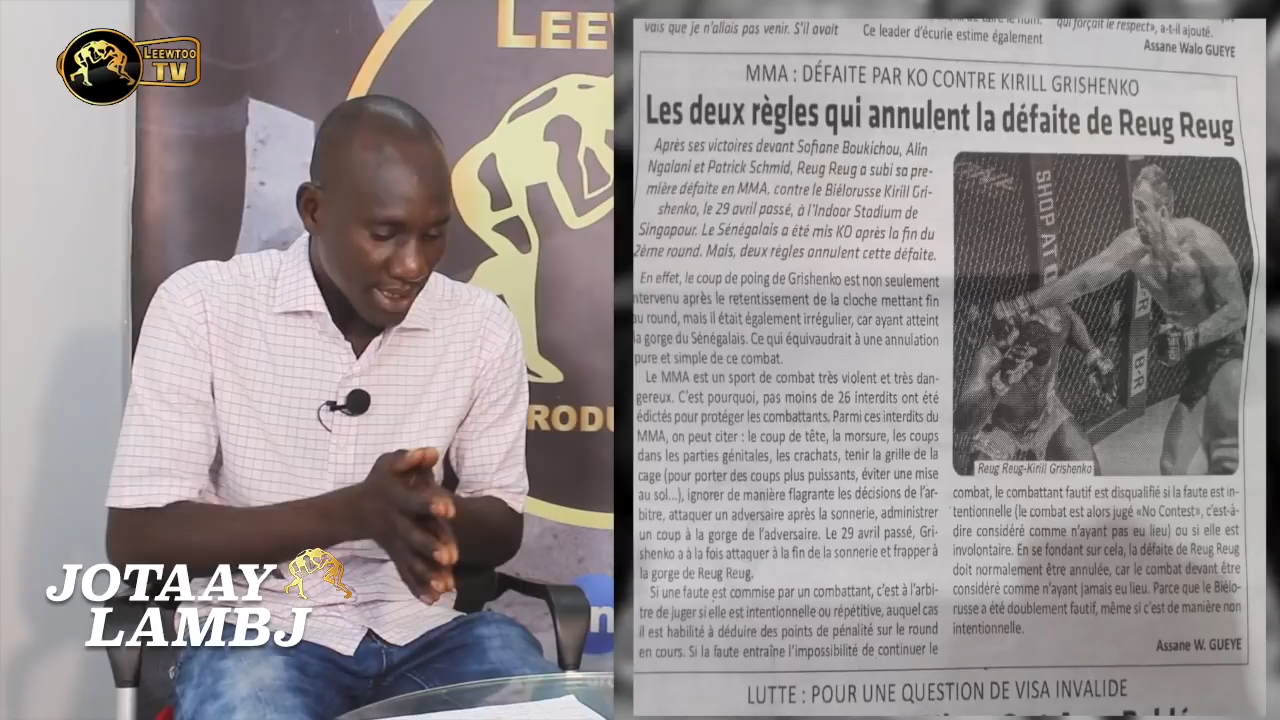 LEEWTOO
TV
LEEWTOO
RODU
JOTAAY
LAMBJ
vais que je n'allais pas venir. S'il avait
Ce leader d'écurie estime également
qui forçait le respect», a-t-il ajouté.
Assane Walo GUEYE
MMA : DÉFAITE PAR KO CONTRE KIRILL GRISHENKO
Les deux règles qui annulent la défaite de Reug Reug
Après ses victoires devant Sofiane Boukichou, Alin
Ngalani et Patrick Schmid, Reug Reug a subi sa pre-
mière défaite en MMA, contre le Biélorusse Kirill Gri-
shenko, le 29 avril passé, à l'Indoor Stadium de
Singapour. Le Sénégalais a été mis KO après la fin du
2ème round. Mais, deux règles annulent cette défaite.
En effet, le coup de poing de Grishenko est non seulement
intervenu après le retentissement de la cloche mettant fin
au round, mais il était également irrégulier, car ayant atteint
la gorge du Sénégalais. Ce qui équivaudrait à une annulation
pure et simple de ce combat.
Le MMA est un sport de combat très violent et très dan-
gereux. C'est pourquoi, pas moins de 26 interdits ont été
édictés pour protéger les combattants. Parmi ces interdits du
MMA, on peut citer : le coup de tête, la morsure, les coups
dans les parties génitales, les crachats, tenir la grille de la
cage (pour porter des coups plus puissants, éviter une mise
au sol...), ignorer de manière flagrante les décisions de l'ar-
bitre, attaquer un adversaire après la sonnerie, administrer
un coup à la gorge de l'adversaire. Le 29 avril passé, Gri-
shenko a à la fois attaquer à la fin de la sonnerie et frapper à
la gorge de Reug Reug.
Si une faute est commise par un combattant, c'est à l'arbi-
tre de juger si elle est intentionnelle ou répétitive, auquel cas
il est habilité à déduire des points de pénalité sur le round
en cours. Si la faute entraîne l'impossibilité de continuer le
SHOP AT
B-R
Reug Reug-Kirill Grishenko
combat, le combattant fautif est disqualifié si la faute est in-
tentionnelle (le combat est alors jugé «No Contest», c'est-à-
dire considéré comme n'ayant pas eu lieu) ou si elle est
involontaire. En se fondant sur cela, la défaite de Reug Reug
doit normalement être annulée, car le combat devant être
considéré comme n'ayant jamais eu lieu. Parce que le Biélo-
russe a été doublement fautif, même si c'est de manière non
intentionnelle.
Assane W. GUEYE
LUTTE : POUR UNE QUESTION DE VISA INVALIDE